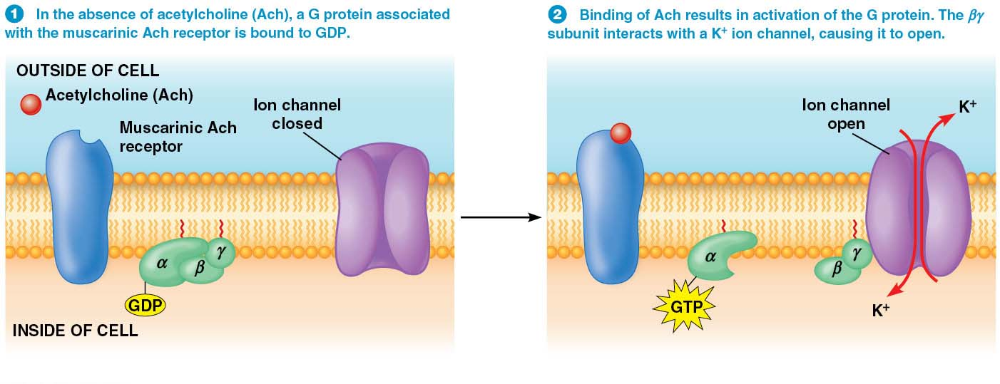 1 In the absence of acetylcholine (Ach), a G protein associated
with the muscarinic Ach receptor is bound to GDP.
OUTSIDE OF CELL
Acetylcholine (Ach)
Muscarinic Ach
receptor
Ion channel
closed
α
β
γ
GDP
INSIDE OF CELL
2 Binding of Ach results in activation of the G protein. The βγ
subunit interacts with a K⁺ ion channel, causing it to open.
Ion channel
open
K⁺
α
β
γ
GTP
K⁺